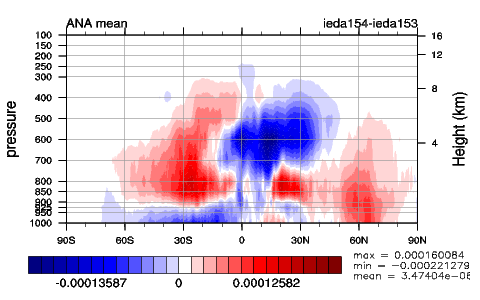 ANA mean ieda154-ieda153
100
150
200
250
300
400
500
600
700
800
850
900
950
1000
pressure
16
12
8
4
Height (km)
90S 60S 30S 0 30N 60N 90N
-0.00013587 0 0.00012582
max = 0.000160084
min = -0.000221279
mean = 3.47404e-06